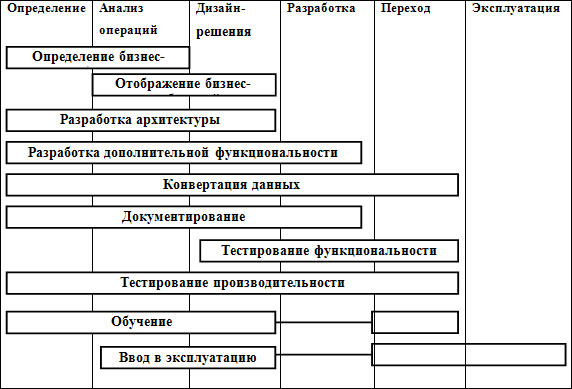 Определение
Анализ
операций
Дизайн-
решения
Разработка
Переход
Эксплуатация
Определение бизнес-
Отображение бизнес-
Разработка архитектуры
Разработка дополнительной функциональности
Конвертация данных
Документирование
Тестирование функциональности
Тестирование производительности
Обучение
Ввод в эксплуатацию